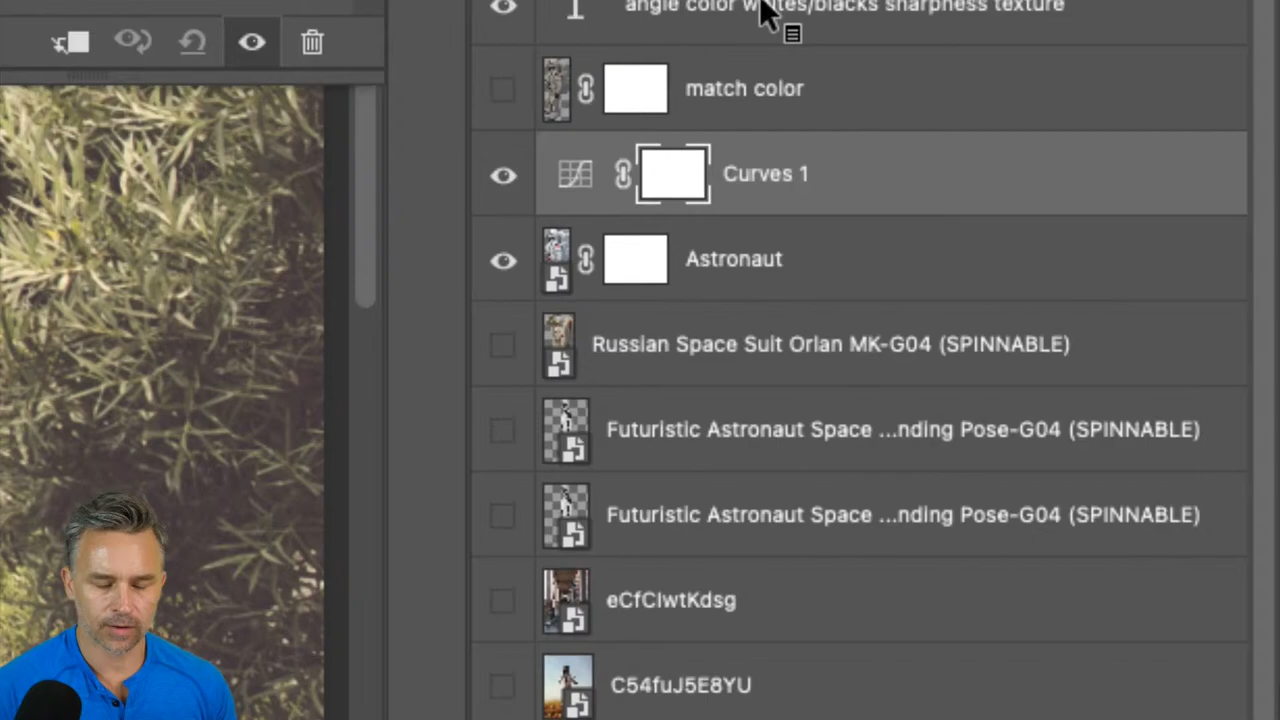 angle color whites/blacks sharpness texture
match color
Curves 1
Astronaut
Russian Space Suit Orlan MK-G04 (SPINNABLE)
Futuristic Astronaut Space ...nding Pose-G04 (SPINNABLE)
Futuristic Astronaut Space ...nding Pose-G04 (SPINNABLE)
eCfCIwtKdsg
C54fuJ5E8YU